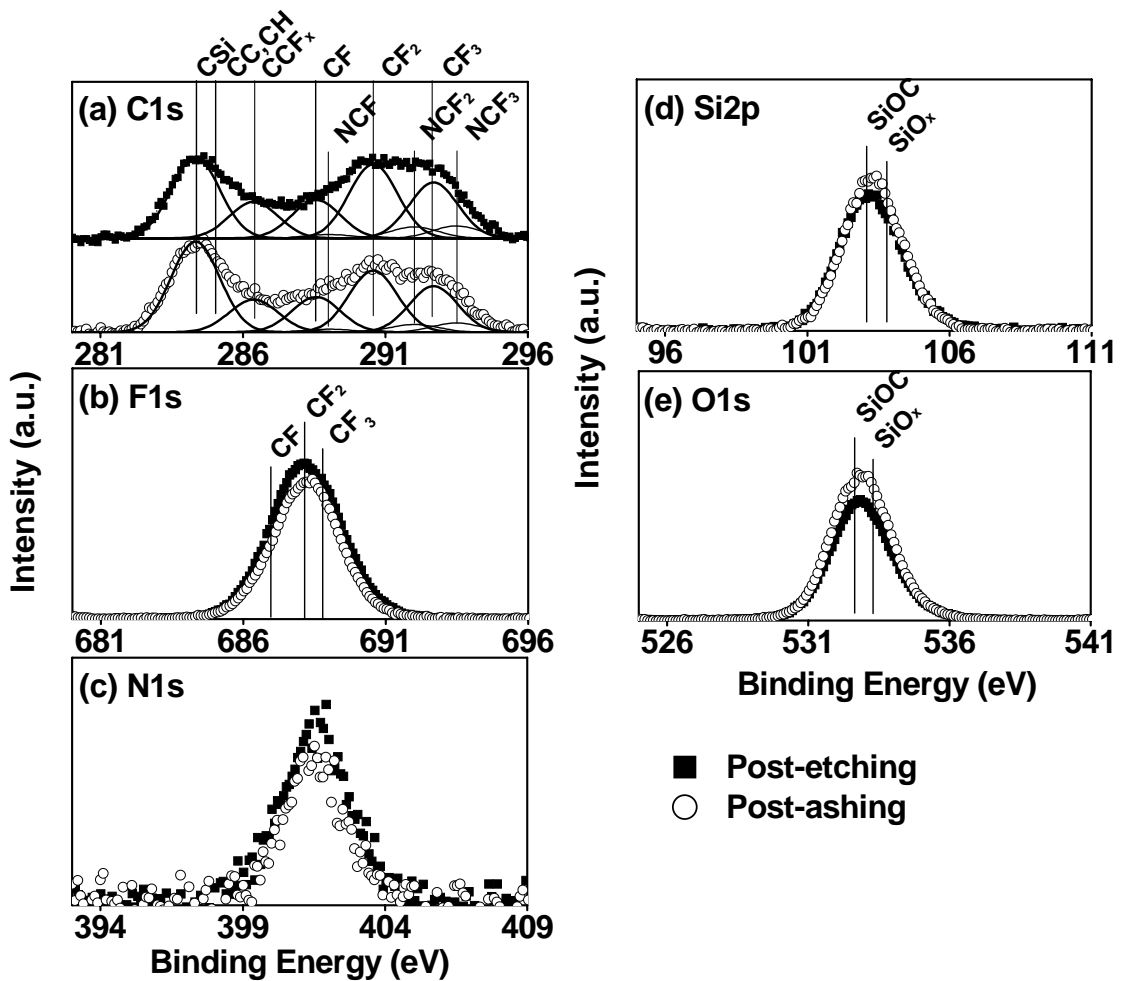 CSi CC,CH CCFx CF CF2 CF3
(a) C1s
NCF NCF2 NCF3
281 286 291 296
(b) F1s
CF CF2 CF3
681 686 691 696
(c) N1s
394 399 404 409
Binding Energy (eV)
Intensity (a.u.)
(d) Si2p
SiOC
SiOx
96 101 106 111
(e) O1s
SiOC
SiOx
526 531 536 541
Binding Energy (eV)
Intensity (a.u.)
Post-etching
Post-ashing